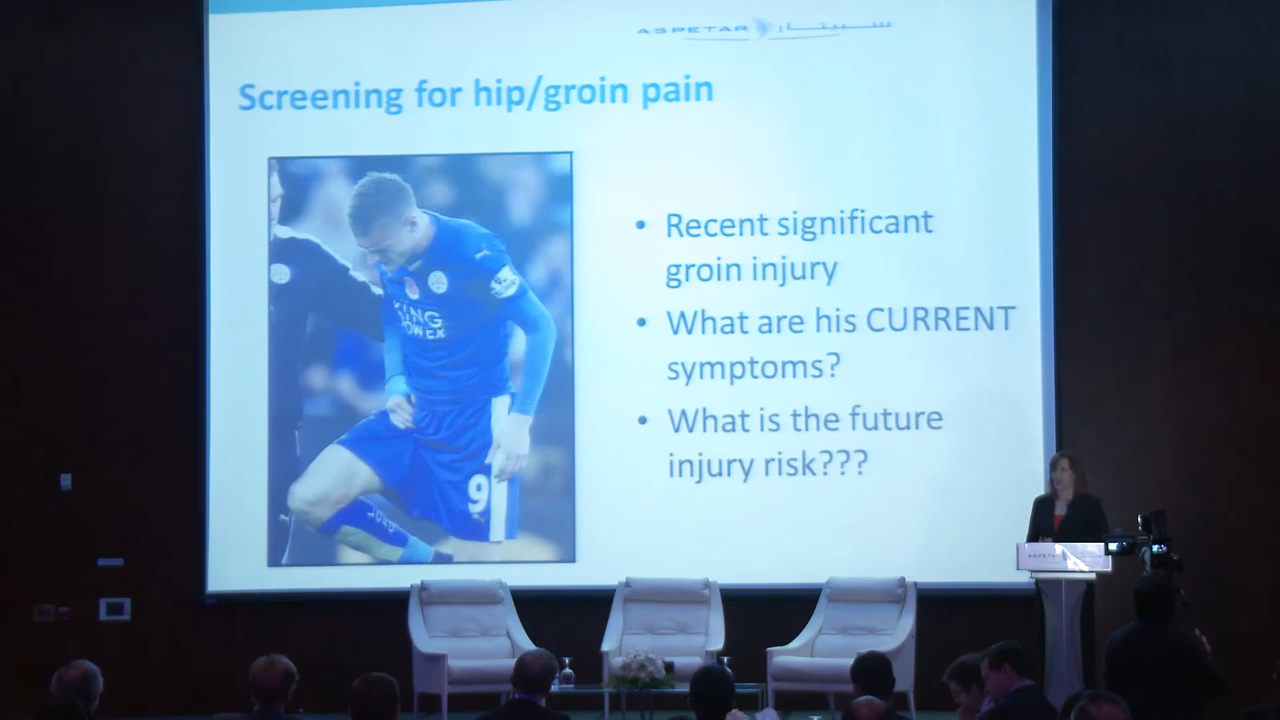 ASPETAR سبيتار
Screening for hip/groin pain
• Recent significant
groin injury
• What are his CURRENT
symptoms?
• What is the future
injury risk???
KING
POWER
9
ASPETAR